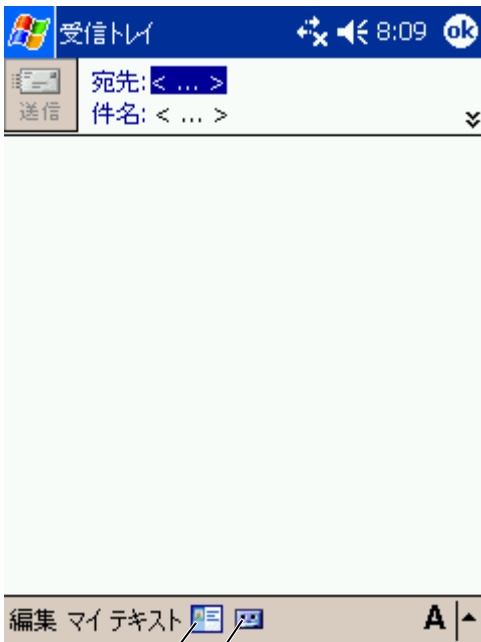 受信トレイ 8:09 ok
送信
宛先: < ... >
件名: < ... >
編集 マイ テキスト A